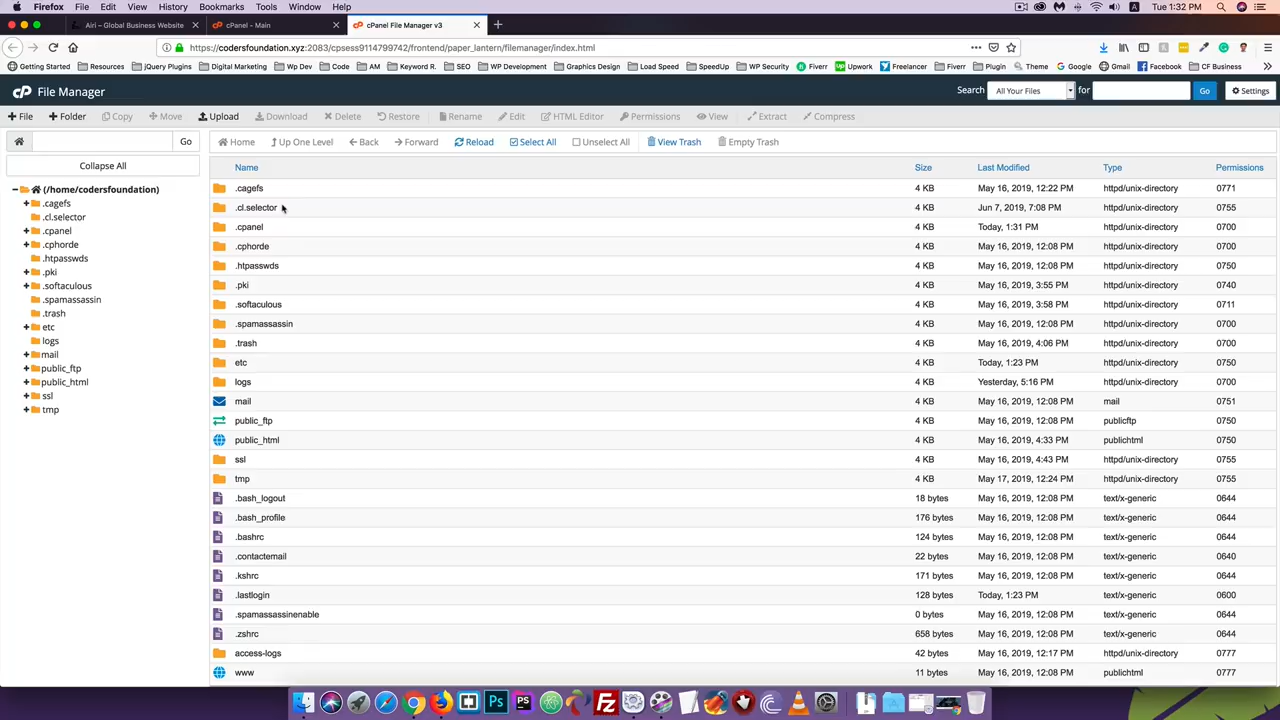 Firefox File Edit View History Bookmarks Tools Window Help Tue 1:32 PM
Airi – Global Business Website cPanel - Main cPanel File Manager v3
https://codersfoundation.xyz:2083/cpsess9114799742/frontend/paper_lantern/filemanager/index.html
Getting Started Resources jQuery Plugins Digital Marketing Wp Dev Code AM Keyword R. SEO WP Development Graphics Design Load Speed SpeedUp WP Security Fiverr Upwork Freelancer Fiverr Plugin Theme Google Gmail Facebook CF Business
cP File Manager Search All Your Files for Go Settings
File Folder Copy Move Upload Download Delete Restore Rename Edit HTML Editor Permissions View Extract Compress
Go Home Up One Level Back Forward Reload Select All Unselect All View Trash Empty Trash
Collapse All
(/home/codersfoundation)
.cagefs
.cl.selector
.cpanel
.cphorde
.htpasswds
.pki
.softaculous
.spamassassin
.trash
etc
logs
mail
public_ftp
public_html
ssl
tmp
Name Size Last Modified Type Permissions
.cagefs 4 KB May 16, 2019, 12:22 PM httpd/unix-directory 0771
.cl.selector 4 KB Jun 7, 2019, 7:08 PM httpd/unix-directory 0755
.cpanel 4 KB Today, 1:31 PM httpd/unix-directory 0700
.cphorde 4 KB May 16, 2019, 12:08 PM httpd/unix-directory 0700
.htpasswds 4 KB May 16, 2019, 12:08 PM httpd/unix-directory 0750
.pki 4 KB May 16, 2019, 3:55 PM httpd/unix-directory 0740
.softaculous 4 KB May 16, 2019, 3:58 PM httpd/unix-directory 0711
.spamassassin 4 KB May 16, 2019, 12:08 PM httpd/unix-directory 0700
.trash 4 KB May 16, 2019, 4:06 PM httpd/unix-directory 0700
etc 4 KB Today, 1:23 PM httpd/unix-directory 0750
logs 4 KB Yesterday, 5:16 PM httpd/unix-directory 0700
mail 4 KB May 16, 2019, 12:08 PM mail 0751
public_ftp 4 KB May 16, 2019, 12:08 PM publicftp 0750
public_html 4 KB May 16, 2019, 4:33 PM publichtml 0750
ssl 4 KB May 16, 2019, 4:43 PM httpd/unix-directory 0755
tmp 4 KB May 17, 2019, 12:24 PM httpd/unix-directory 0755
.bash_logout 18 bytes May 16, 2019, 12:08 PM text/x-generic 0644
.bash_profile 176 bytes May 16, 2019, 12:08 PM text/x-generic 0644
.bashrc 124 bytes May 16, 2019, 12:08 PM text/x-generic 0644
.contactemail 22 bytes May 16, 2019, 12:08 PM text/x-generic 0640
.kshrc 171 bytes May 16, 2019, 12:08 PM text/x-generic 0644
.lastlogin 128 bytes Today, 1:23 PM text/x-generic 0600
.spamassassinenable 0 bytes May 16, 2019, 12:08 PM text/x-generic 0644
.zshrc 658 bytes May 16, 2019, 12:08 PM text/x-generic 0644
access-logs 42 bytes May 16, 2019, 12:17 PM httpd/unix-directory 0777
www 11 bytes May 16, 2019, 12:08 PM publichtml 0777
Ps PS Fz